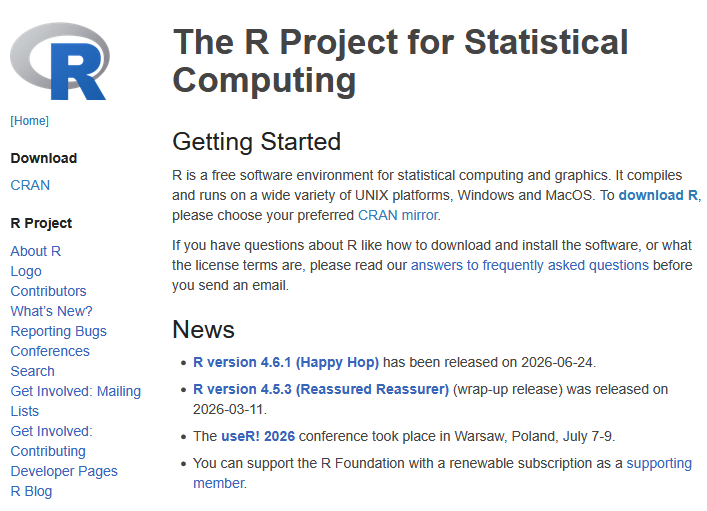 R
[Home]
Download
CRAN
R Project
About R
Logo
Contributors
What's New?
Reporting Bugs
Conferences
Search
Get Involved: Mailing
Lists
Get Involved:
Contributing
Developer Pages
R Blog
The R Project for Statistical
Computing
Getting Started
R is a free software environment for statistical computing and graphics. It compiles
and runs on a wide variety of UNIX platforms, Windows and MacOS. To download R,
please choose your preferred CRAN mirror.
If you have questions about R like how to download and install the software, or what
the license terms are, please read our answers to frequently asked questions before
you send an email.
News
• R version 4.6.1 (Happy Hop) has been released on 2026-06-24.
• R version 4.5.3 (Reassured Reassurer) (wrap-up release) was released on
2026-03-11.
• The useR! 2026 conference took place in Warsaw, Poland, July 7-9.
• You can support the R Foundation with a renewable subscription as a supporting
member.